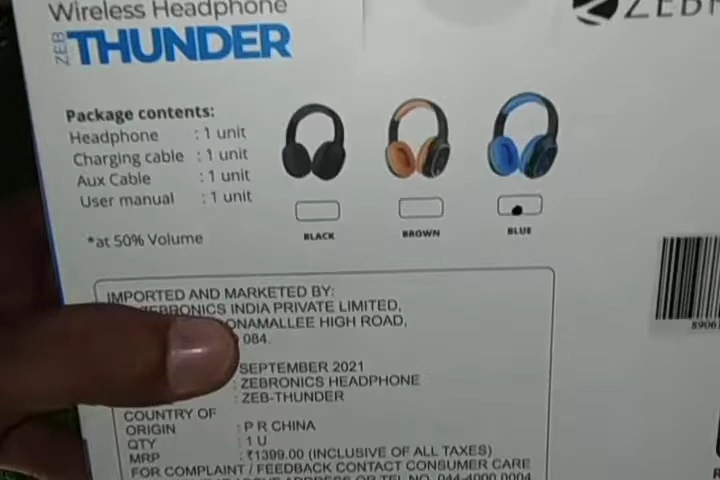 Wireless Headphone
ZEB THUNDER
Package contents:
Headphone : 1 unit
Charging cable : 1 unit
Aux Cable : 1 unit
User manual : 1 unit
*at 50% Volume
BLACK
BROWN
BLUE
IMPORTED AND MARKETED BY:
ZEBRONICS INDIA PRIVATE LIMITED,
ONAMALLEE HIGH ROAD,
084.
SEPTEMBER 2021
: ZEBRONICS HEADPHONE
: ZEB-THUNDER
COUNTRY OF
ORIGIN : P R CHINA
QTY : 1 U
MRP : ₹1399.00 (INCLUSIVE OF ALL TAXES)
FOR COMPLAINT / FEEDBACK CONTACT CONSUMER CARE
ZEBR
8906